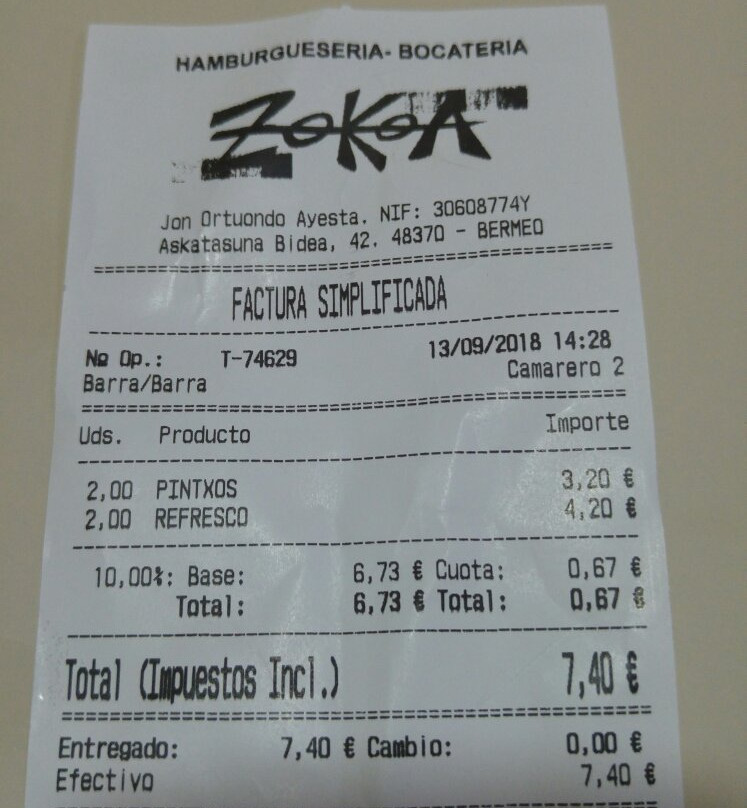 HAMBURGUESERIA- BOCATERIA
ZOKOA
Jon Ortuondo Ayesta. NIF: 30608774Y
Askatasuna Bidea, 42. 48370 - BERMEO
FACTURA SIMPLIFICADA
Nº Op.: T-74629 13/09/2018 14:28
Barra/Barra Camarero 2
Uds. Producto Importe
2,00 PINTXOS 3,20 €
2,00 REFRESCO 4,20 €
10,00%: Base: 6,73 € Cuota: 0,67 €
Total: 6,73 € Total: 0,67 €
Total (Impuestos Incl.) 7,40 €
Entregado: 7,40 € Cambio: 0,00 €
Efectivo 7,40 €